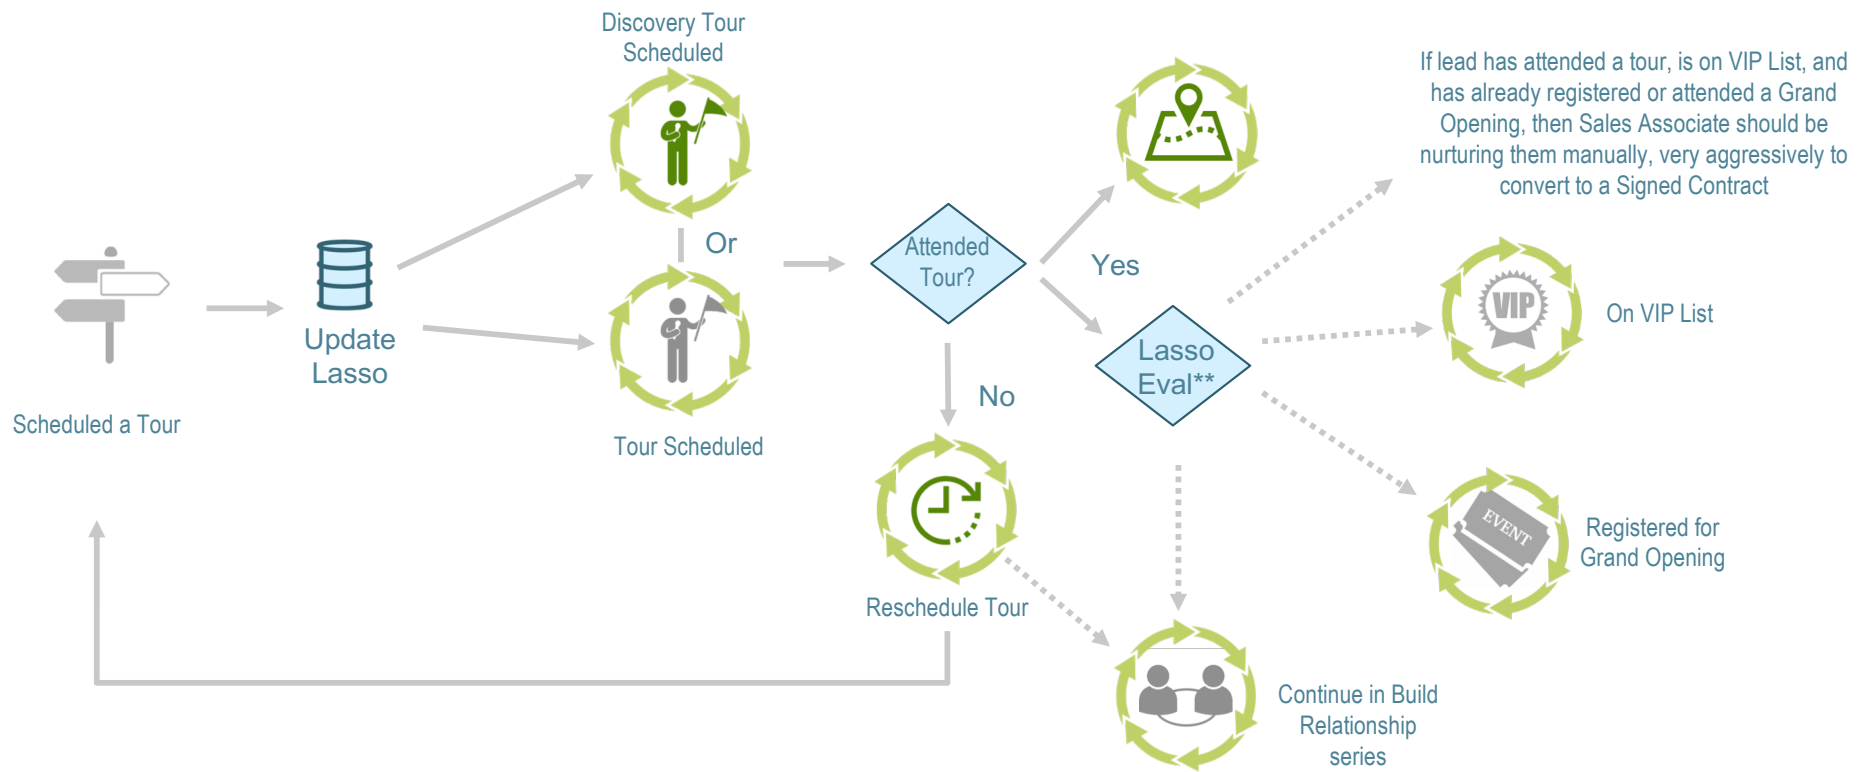 Discovery Tour
Scheduled
If lead has attended a tour, is on VIP List, and
has already registered or attended a Grand
Opening, then Sales Associate should be
nurturing them manually, very aggressively to
convert to a Signed Contract
Or
Attended
Tour?
Yes
VIP
On VIP List
Update
Lasso
Lasso
Eval**
No
Scheduled a Tour
Tour Scheduled
EVENT
Registered for
Grand Opening
Reschedule Tour
Continue in Build
Relationship
series